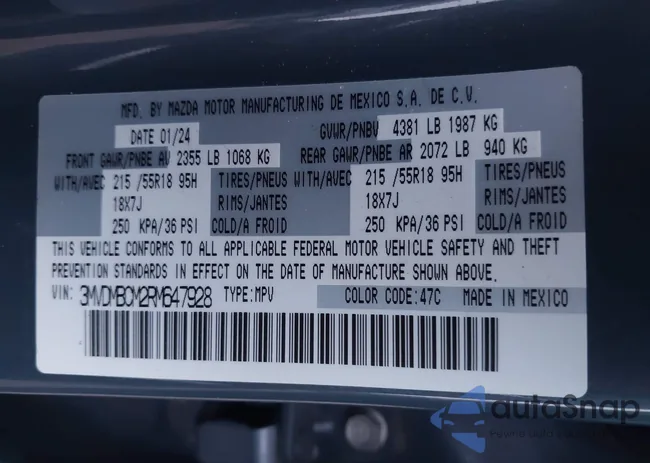 MFD. BY MAZDA MOTOR MANUFACTURING DE MEXICO S.A. DE C.V.
DATE 01/24 GVWR/PNBV 4381 LB 1987 KG
FRONT GAWR/PNBE AV 2355 LB 1068 KG REAR GAWR/PNBE AR 2072 LB 940 KG
WITH/AVEC 215 /55R18 95H TIRES/PNEUS WITH/AVEC 215 /55R18 95H TIRES/PNEUS
18X7J RIMS/JANTES 18X7J RIMS/JANTES
250 KPA/36 PSI COLD/A FROID 250 KPA/36 PSI COLD/A FROID
THIS VEHICLE CONFORMS TO ALL APPLICABLE FEDERAL MOTOR VEHICLE SAFETY AND THEFT
PREVENTION STANDARDS IN EFFECT ON THE DATE OF MANUFACTURE SHOWN ABOVE.
VIN: 3MVDMBCM2RM647928 TYPE:MPV COLOR CODE:47C MADE IN MEXICO
autoSnap